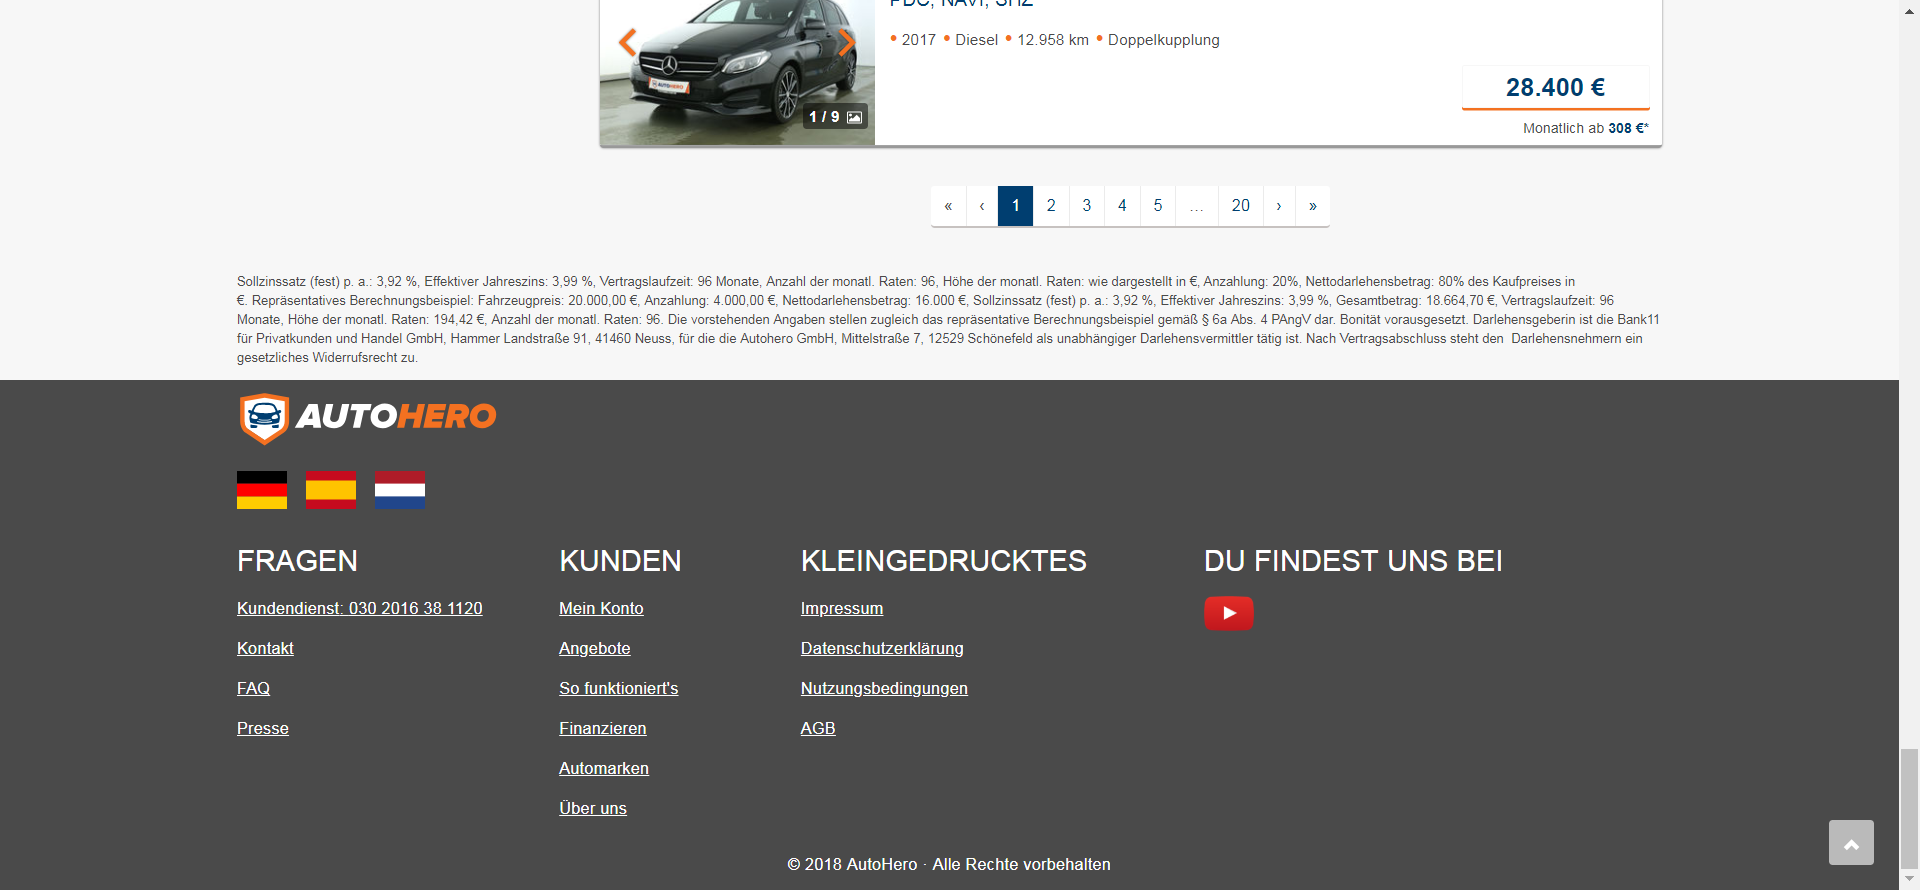 PDC, NAVI, SHZ
• 2017 • Diesel • 12.958 km • Doppelkupplung
AUTOHERO
1 / 9
28.400 €
Monatlich ab 308 €*
« ‹ 1 2 3 4 5 ... 20 › »
Sollzinssatz (fest) p. a.: 3,92 %, Effektiver Jahreszins: 3,99 %, Vertragslaufzeit: 96 Monate, Anzahl der monatl. Raten: 96, Höhe der monatl. Raten: wie dargestellt in €, Anzahlung: 20%, Nettodarlehensbetrag: 80% des Kaufpreises in
€. Repräsentatives Berechnungsbeispiel: Fahrzeugpreis: 20.000,00 €, Anzahlung: 4.000,00 €, Nettodarlehensbetrag: 16.000 €, Sollzinssatz (fest) p. a.: 3,92 %, Effektiver Jahreszins: 3,99 %, Gesamtbetrag: 18.664,70 €, Vertragslaufzeit: 96
Monate, Höhe der monatl. Raten: 194,42 €, Anzahl der monatl. Raten: 96. Die vorstehenden Angaben stellen zugleich das repräsentative Berechnungsbeispiel gemäß § 6a Abs. 4 PAngV dar. Bonität vorausgesetzt. Darlehensgeberin ist die Bank11
für Privatkunden und Handel GmbH, Hammer Landstraße 91, 41460 Neuss, für die die Autohero GmbH, Mittelstraße 7, 12529 Schönefeld als unabhängiger Darlehensvermittler tätig ist. Nach Vertragsabschluss steht den Darlehensnehmern ein
gesetzliches Widerrufsrecht zu.
AUTOHERO
FRAGEN
Kundendienst: 030 2016 38 1120
Kontakt
FAQ
Presse
KUNDEN
Mein Konto
Angebote
So funktioniert's
Finanzieren
Automarken
Über uns
KLEINGEDRUCKTES
Impressum
Datenschutzerklärung
Nutzungsbedingungen
AGB
DU FINDEST UNS BEI
© 2018 AutoHero · Alle Rechte vorbehalten